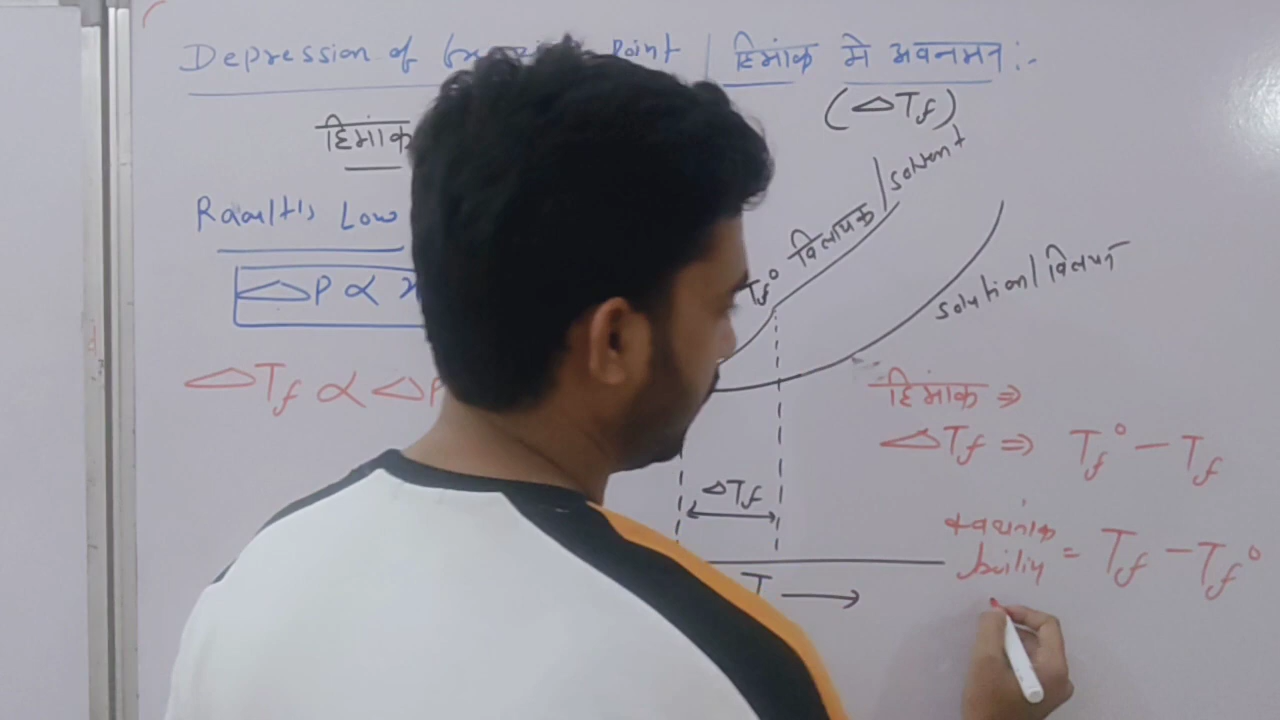 Depression of Point | हिमांक मे अवनमन :-
(△Tf)
हिमांक
Raoult's Low
△P ∝
△Tf ∝ △P
Tf° विलायक / solvent
solution / विलयन
हिमांक ⇒
△Tf ⇒ Tf° - Tf
△Tf
क्वथनांक
boiling = Tf - Tf°
T →